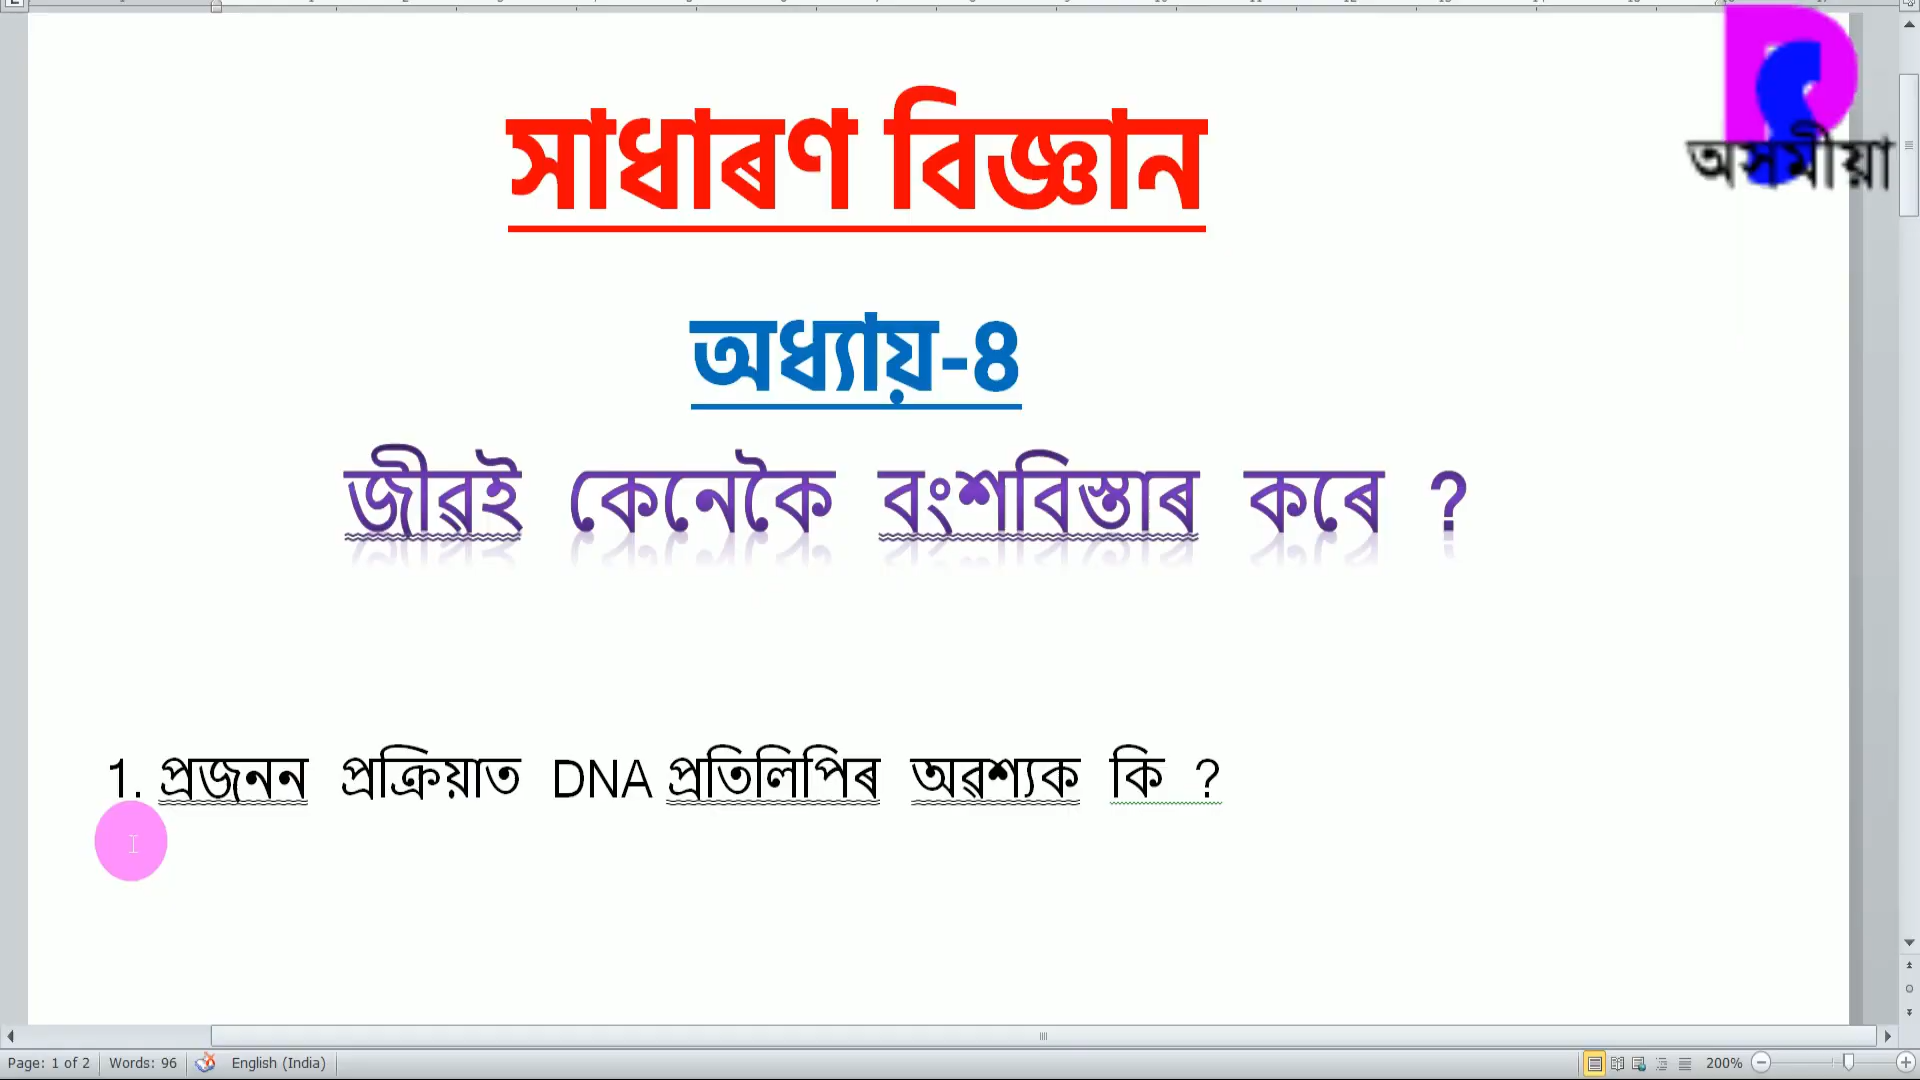 অসমীয়া
সাধাৰণ বিজ্ঞান
অধ্যায়-8
জীৱই কেনেকৈ বংশবিস্তাৰ কৰে ?
1. প্ৰজনন প্ৰক্ৰিয়াত DNA প্ৰতিলিপিৰ অৱশ্যক কি ?
Page: 1 of 2 Words: 96 English (India) 200%